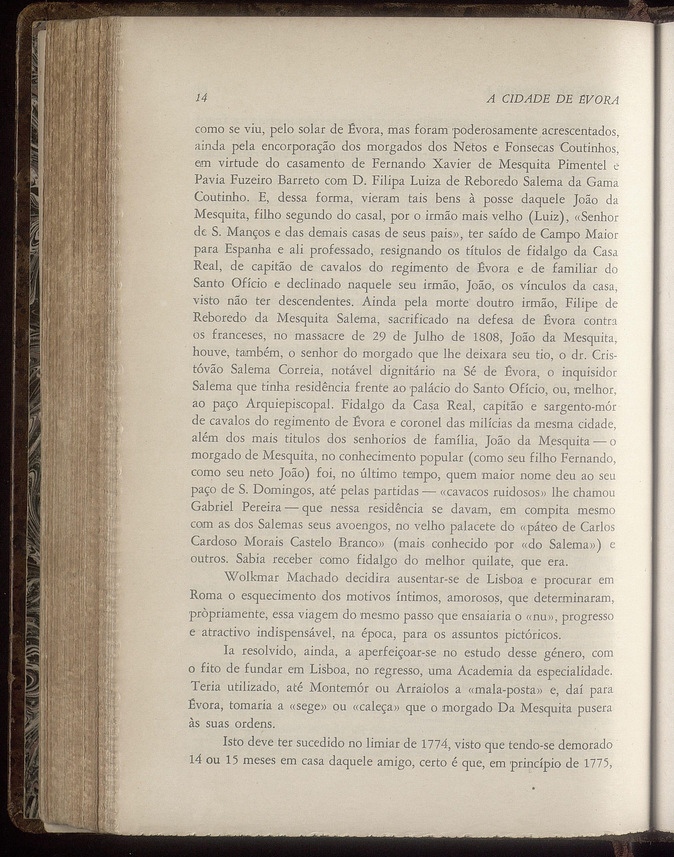 14 A CIDADE DE ÉVORA
como se viu, pelo solar de Évora, mas foram poderosamente acrescentados,
ainda pela encorporação dos morgados dos Netos e Fonsecas Coutinhos,
em virtude do casamento de Fernando Xavier de Mesquita Pimentel e
Pavia Fuzeiro Barreto com D. Filipa Luiza de Reboredo Salema da Gama
Coutinho. E, dessa forma, vieram tais bens à posse daquele João da
Mesquita, filho segundo do casal, por o irmão mais velho (Luiz), «Senhor
de S. Manços e das demais casas de seus pais», ter saído de Campo Maior
para Espanha e ali professado, resignando os títulos de fidalgo da Casa
Real, de capitão de cavalos do regimento de Évora e de familiar do
Santo Ofício e declinado naquele seu irmão, João, os vínculos da casa,
visto não ter descendentes. Ainda pela morte doutro irmão, Filipe de
Reboredo da Mesquita Salema, sacrificado na defesa de Évora contra
os franceses, no massacre de 29 de Julho de 1808, João da Mesquita,
houve, também, o senhor do morgado que lhe deixara seu tio, o dr. Cris-
tóvão Salema Correia, notável dignitário na Sé de Évora, o inquisidor
Salema que tinha residência frente ao palácio do Santo Ofício, ou, melhor,
ao paço Arquiepiscopal. Fidalgo da Casa Real, capitão e sargento-mór
de cavalos do regimento de Évora e coronel das milícias da mesma cidade,
além dos mais titulos dos senhorios de família, João da Mesquita — o
morgado de Mesquita, no conhecimento popular (como seu filho Fernando,
como seu neto João) foi, no último tempo, quem maior nome deu ao seu
paço de S. Domingos, até pelas partidas — «cavacos ruidosos» lhe chamou
Gabriel Pereira — que nessa residência se davam, em compita mesmo
com as dos Salemas seus avoengos, no velho palacete do «páteo de Carlos
Cardoso Morais Castelo Branco» (mais conhecido por «do Salema») e
outros. Sabia receber como fidalgo do melhor quilate, que era.
Wolkmar Machado decidira ausentar-se de Lisboa e procurar em
Roma o esquecimento dos motivos íntimos, amorosos, que determinaram,
pròpriamente, essa viagem do mesmo passo que ensaiaria o «nu», progresso
e atractivo indispensável, na época, para os assuntos pictóricos.
Ia resolvido, ainda, a aperfeiçoar-se no estudo desse género, com
o fito de fundar em Lisboa, no regresso, uma Academia da especialidade.
Teria utilizado, até Montemór ou Arraiolos a «mala-posta» e, daí para
Évora, tomaria a «sege» ou «caleça» que o morgado Da Mesquita pusera
às suas ordens.
Isto deve ter sucedido no limiar de 1774, visto que tendo-se demorado
14 ou 15 meses em casa daquele amigo, certo é que, em princípio de 1775,